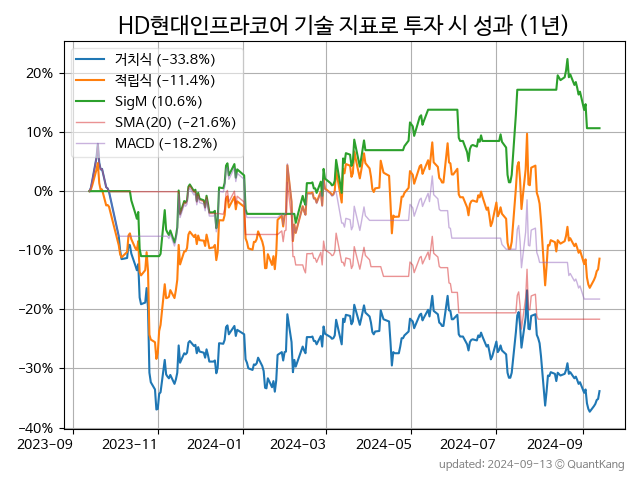 HD현대인프라코어 기술 지표로 투자 시 성과 (1년)
거치식 (−33.8%)
적립식 (−11.4%)
SigM (10.6%)
SMA(20) (−21.6%)
MACD (−18.2%)
20%
10%
0%
−10%
−20%
−30%
−40%
2023-09 2023-11 2024-01 2024-03 2024-05 2024-07 2024-09
updated: 2024-09-13 ⓒ QuantKang